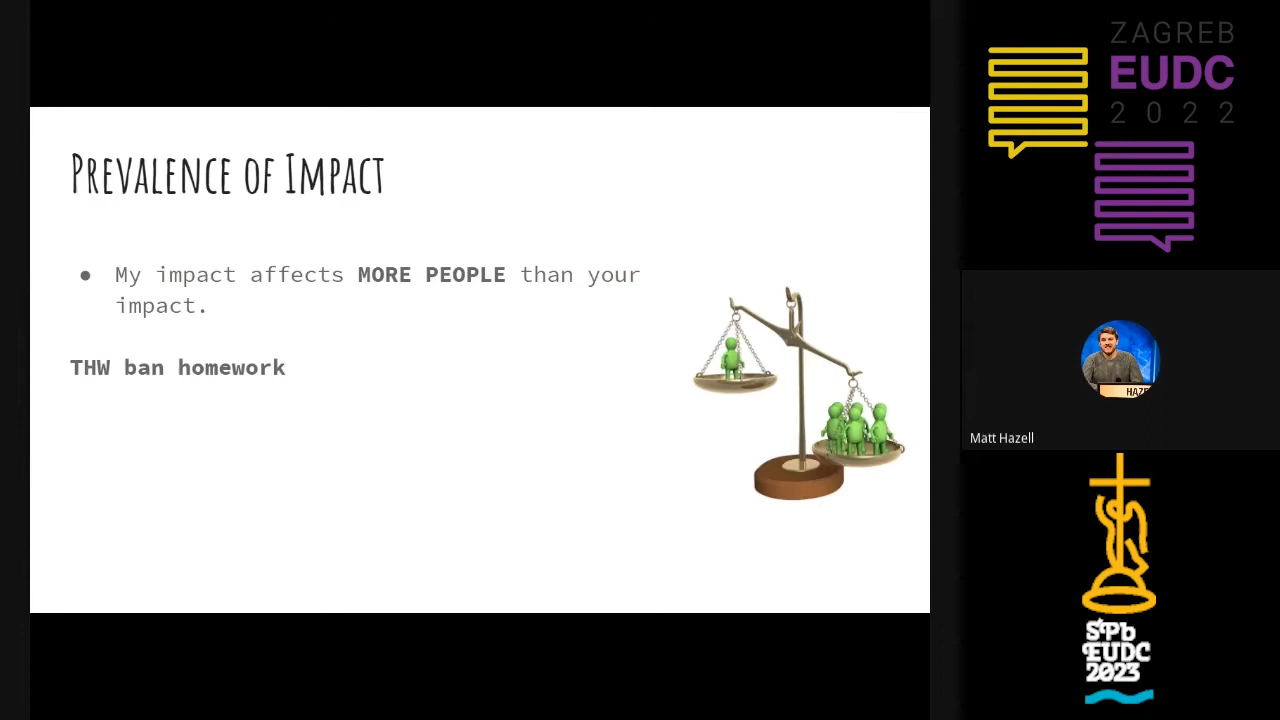 PREVALENCE OF IMPACT
● My impact affects MORE PEOPLE than your
impact.
THW ban homework
ZAGREB
EUDC
2022
HAZE
Matt Hazell
SPb
EUDC
2023